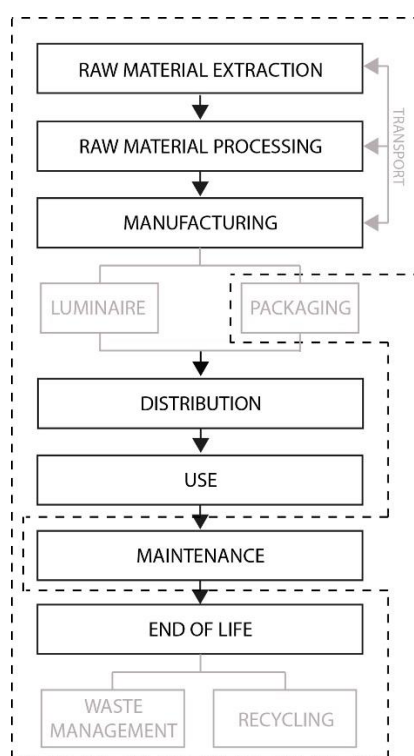 RAW MATERIAL EXTRACTION
TRANSPORT
RAW MATERIAL PROCESSING
MANUFACTURING
LUMINAIRE
PACKAGING
DISTRIBUTION
USE
MAINTENANCE
END OF LIFE
WASTE
MANAGEMENT
RECYCLING